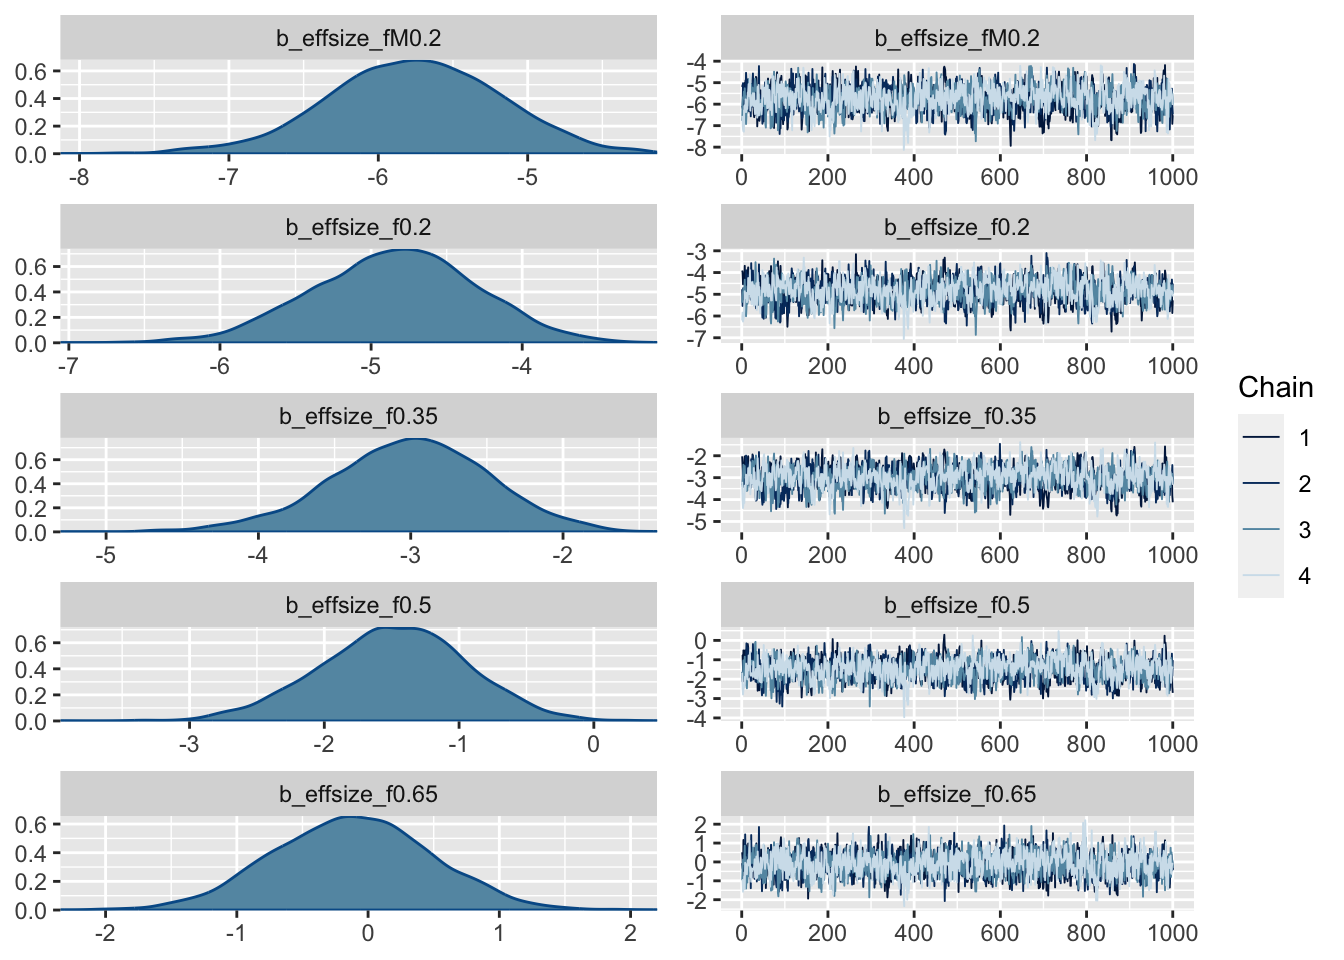 b_effsize_fM0.2
b_effsize_fM0.2
0.6
0.4
0.2
0.0
-8 -7 -6 -5
-4
-5
-6
-7
-8
0 200 400 600 800 1000
b_effsize_f0.2
b_effsize_f0.2
0.6
0.4
0.2
0.0
-7 -6 -5 -4
-3
-4
-5
-6
-7
0 200 400 600 800 1000
b_effsize_f0.35
b_effsize_f0.35
0.6
0.4
0.2
0.0
-5 -4 -3 -2
-2
-3
-4
-5
0 200 400 600 800 1000
b_effsize_f0.5
b_effsize_f0.5
0.6
0.4
0.2
0.0
-3 -2 -1 0
0
-1
-2
-3
-4
0 200 400 600 800 1000
b_effsize_f0.65
b_effsize_f0.65
0.6
0.4
0.2
0.0
-2 -1 0 1 2
2
1
0
-1
-2
0 200 400 600 800 1000
Chain
1
2
3
4